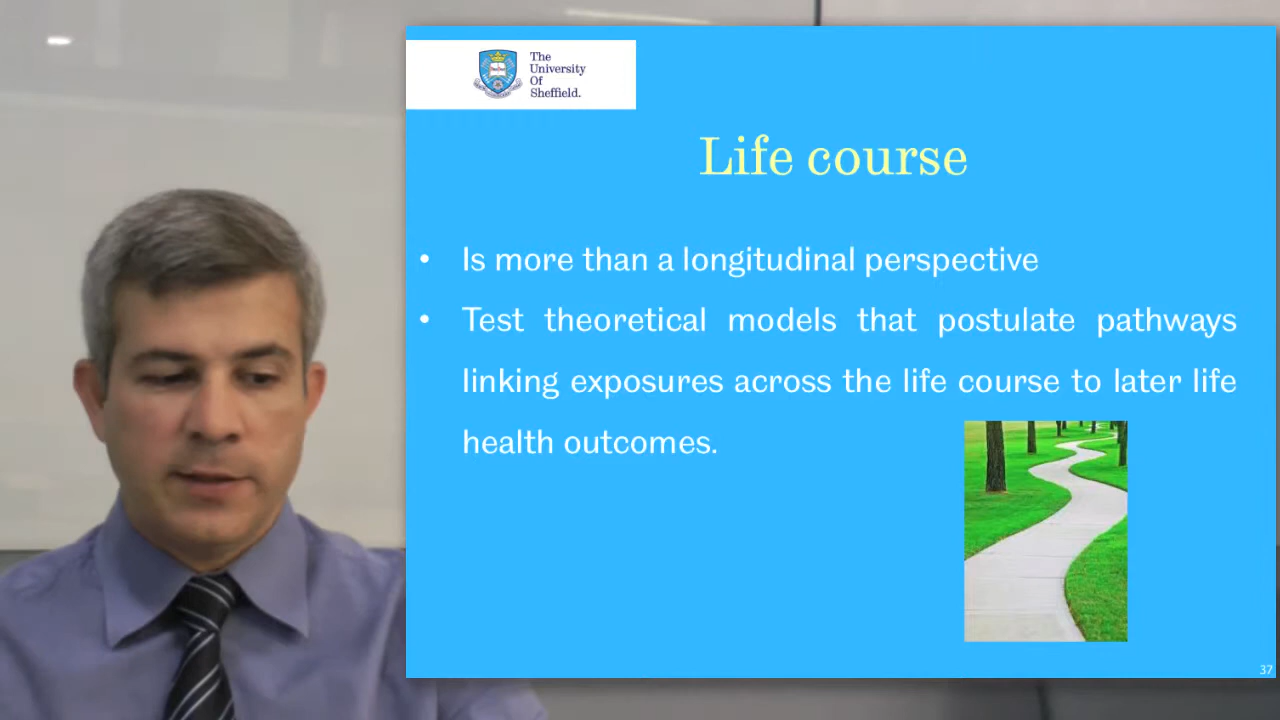 The
University
Of
Sheffield.
Life course
• Is more than a longitudinal perspective
• Test theoretical models that postulate pathways
linking exposures across the life course to later life
health outcomes.
37